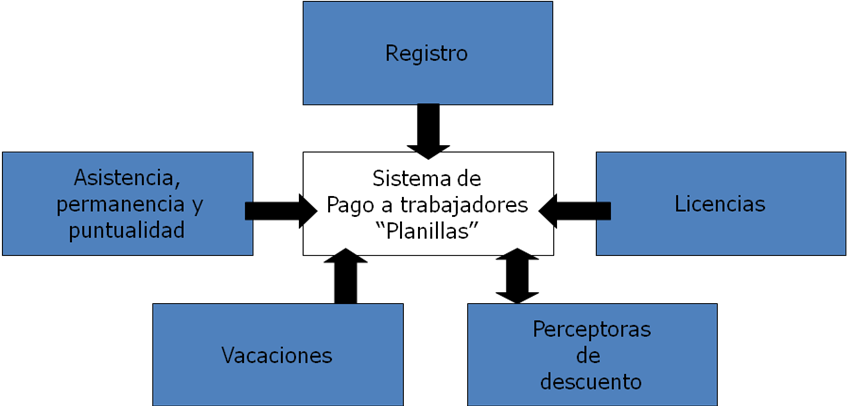 Registro
Asistencia,
permanencia y
puntualidad
Sistema de
Pago a trabajadores
“Planillas”
Licencias
Vacaciones
Perceptoras
de
descuento